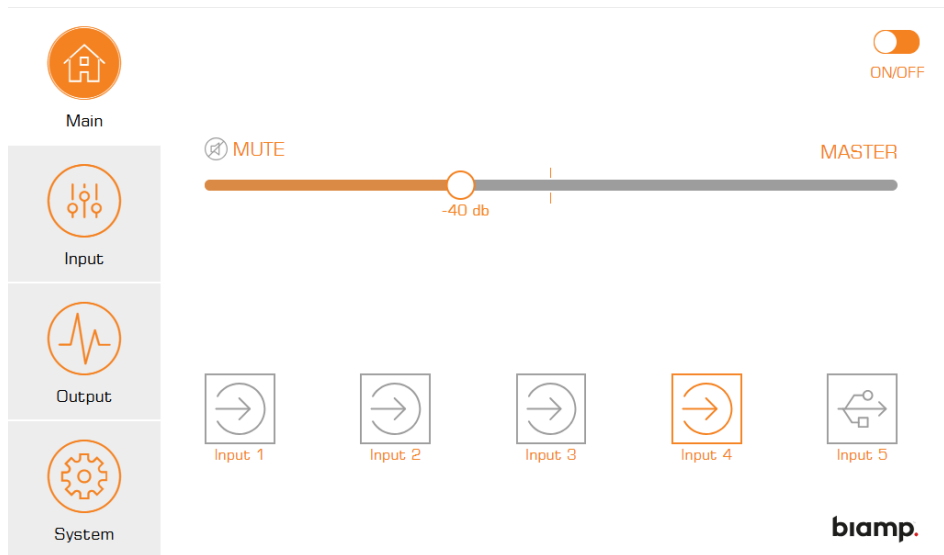 Main
ON/OFF
MUTE
MASTER
-40 db
Input
Output
Input 1
Input 2
Input 3
Input 4
Input 5
System
biamp.